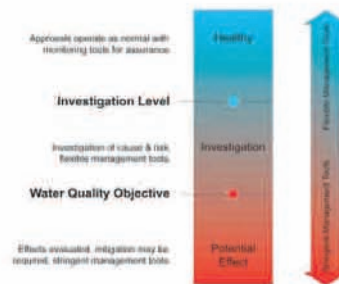 Approvals operate as normal with
monitoring tools for assurance.
Healthy
Investigation Level
Investigation of cause & risk,
flexible management tools.
Investigation
Water Quality Objective
Effects evaluated, mitigation may be
required, stringent management tools.
Potential
Effect
Flexible Management Tools
Stringent Management Tools